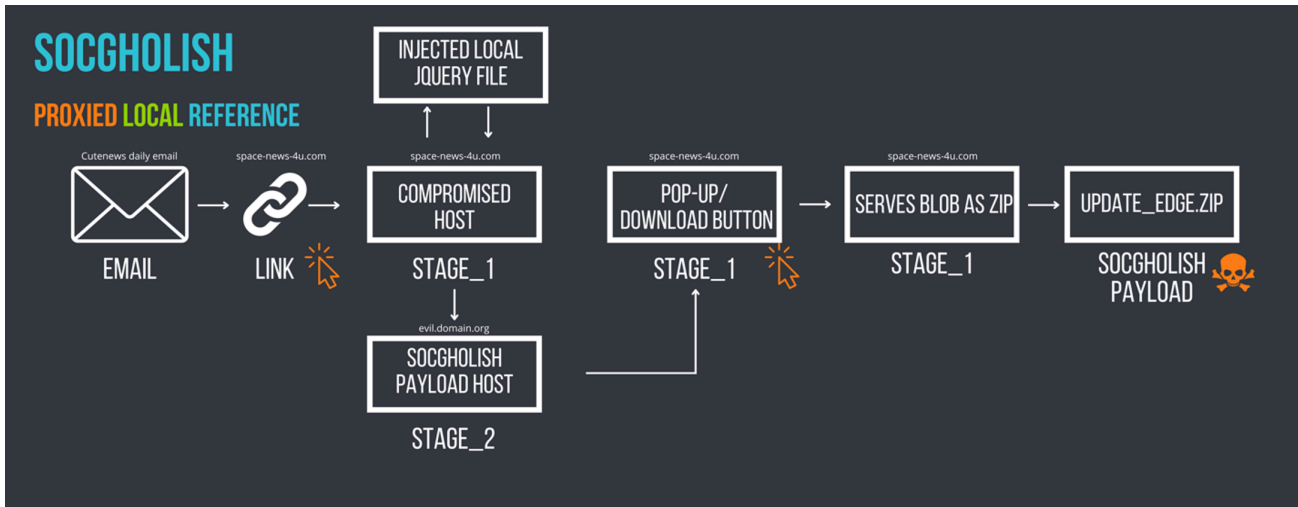 SOCGHOLISH
PROXIED LOCAL REFERENCE
INJECTED LOCAL
JQUERY FILE
Cutenews daily email
EMAIL
space-news-4u.com
LINK
space-news-4u.com
COMPROMISED
HOST
STAGE_1
evil.domain.org
SOCGHOLISH
PAYLOAD HOST
STAGE_2
space-news-4u.com
POP-UP/
DOWNLOAD BUTTON
STAGE_1
space-news-4u.com
SERVES BLOB AS ZIP
STAGE_1
UPDATE_EDGE.ZIP
SOCGHOLISH
PAYLOAD